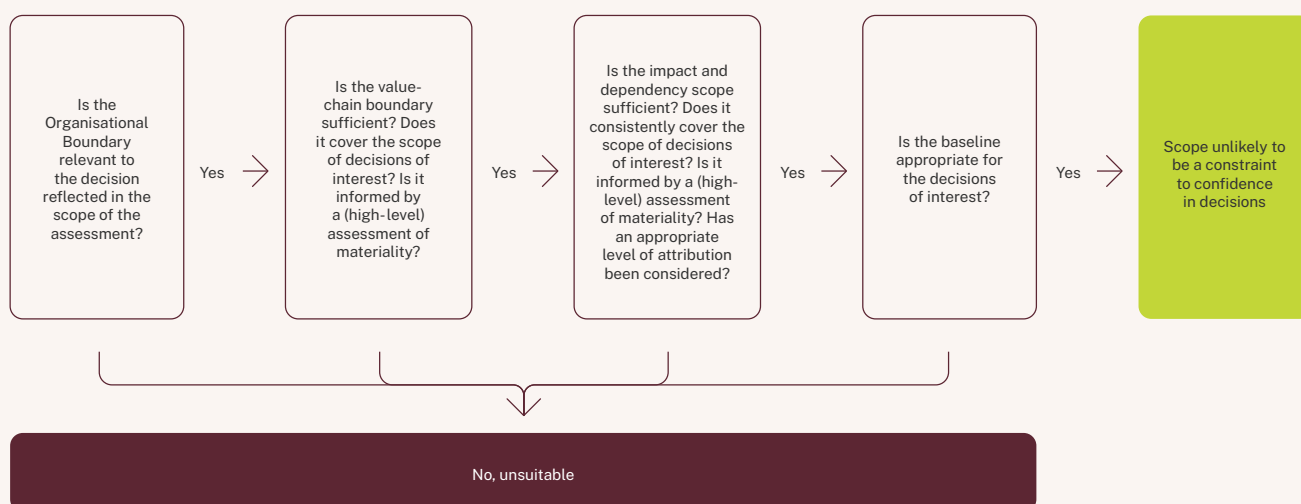 Is the
Organisational
Boundary
relevant to
the decision
reflected in the
scope of the
assessment?
Yes
Is the value-
chain boundary
sufficient? Does
it cover the scope
of decisions of
interest? Is it
informed by
a (high-level)
assessment of
materiality?
Yes
Is the impact and
dependency scope
sufficient? Does it
consistently cover the
scope of decisions
of interest? Is it
informed by a (high-
level) assessment
of materiality? Has
an appropriate
level of attribution
been considered?
Yes
Is the baseline
appropriate for
the decisions
of interest?
Yes
Scope unlikely to
be a constraint
to confidence
in decisions
No, unsuitable